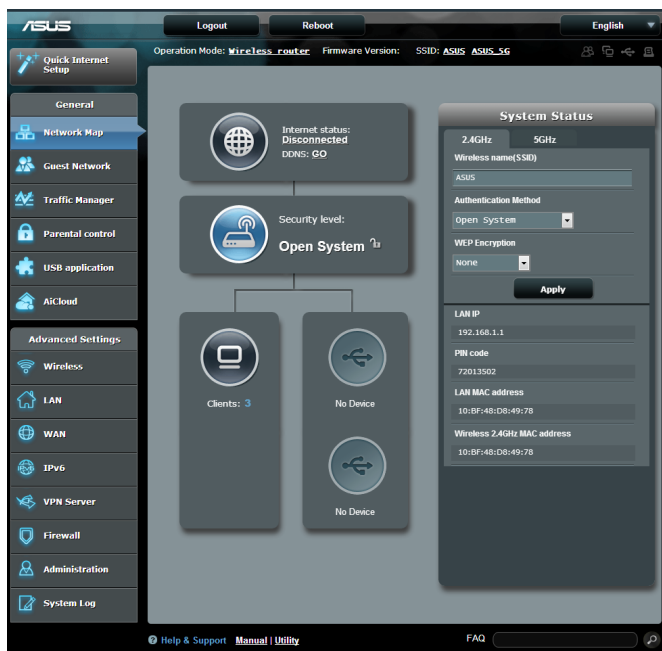 ASUS
Logout
Reboot
English
Quick Internet
Setup
Operation Mode: Wireless router Firmware Version: SSID: ASUS ASUS_5G
General
Network Map
Guest Network
Traffic Manager
Parental control
USB application
AiCloud
Advanced Settings
Wireless
LAN
WAN
IPv6
VPN Server
Firewall
Administration
System Log
Internet status:
Disconnected
DDNS: GO
Security level:
Open System
Clients: 3
No Device
No Device
System Status
2.4GHz 5GHz
Wireless name(SSID)
ASUS
Authentication Method
Open System
WEP Encryption
None
Apply
LAN IP
192.168.1.1
PIN code
72013502
LAN MAC address
10:BF:48:D8:49:78
Wireless 2.4GHz MAC address
10:BF:48:D8:49:78
? Help & Support Manual | Utility
FAQ